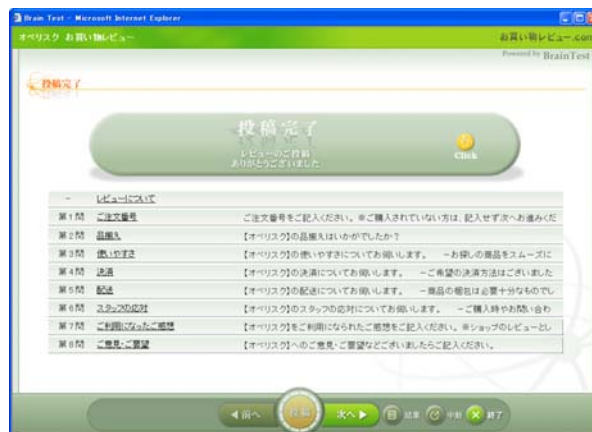 Brain Test - Microsoft Internet Explorer
オベリスク お買い物レビュー
お買い物レビュー.com
Powered by BrainTest
投稿完了
投稿完了
レビューのご投稿
ありがとうございました
Click
- レビューについて
第1問 ご注文番号 ご注文番号をご記入ください。※ご購入されていない方は、記入せず次へお進みくだ
第2問 品揃え 【オベリスク】の品揃えはいかがでしたか?
第3問 使いやすさ 【オベリスク】の使いやすさについてお伺いします。 -お探しの商品をスムーズに
第4問 決済 【オベリスク】の決済についてお伺いします。 -ご希望の決済方法はございました
第5問 配送 【オベリスク】の配送についてお伺いします。 -商品の梱包は必要十分なものでし
第6問 スタッフの応対 【オベリスク】のスタッフの応対についてお伺いします。 -ご購入時やお問い合わ
第7問 ご利用になったご感想 【オベリスク】をご利用になられたご感想をご記入ください。※ショップのレビューとし
第8問 ご意見・ご要望 【オベリスク】へのご意見・ご要望などございましたらご記入ください。
前へ 投稿 次へ 結果 中断 終了